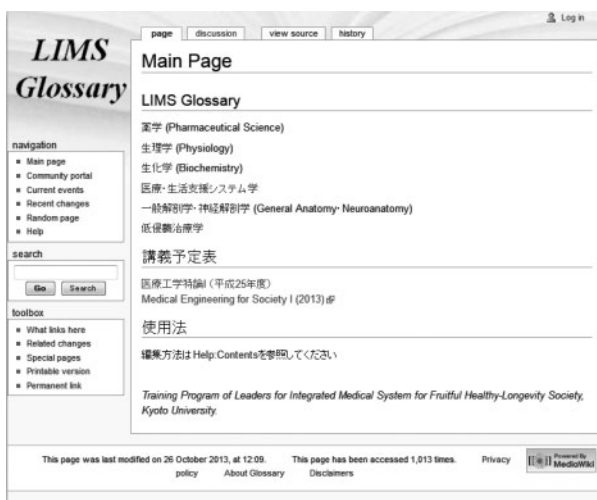 LIMS
Glossary
Log in
page discussion view source history
Main Page
LIMS Glossary
薬学 (Pharmaceutical Science)
生理学 (Physiology)
生化学 (Biochemistry)
医療・生活支援システム学
一般解剖学・神経解剖学 (General Anatomy・Neuroanatomy)
低侵襲治療学
講義予定表
医療工学特論I (平成25年度)
Medical Engineering for Society I (2013)
使用法
編集方法は Help:Contentsを参照してください
Training Program of Leaders for Integrated Medical System for Fruitful Healthy-Longevity Society,
Kyoto University.
navigation
Main page
Community portal
Current events
Recent changes
Random page
Help
search
Go Search
toolbox
What links here
Related changes
Special pages
Printable version
Permanent link
This page was last modified on 26 October 2013, at 12:09. This page has been accessed 1,013 times. Privacy
policy About Glossary Disclaimers
Powered By
MediaWiki